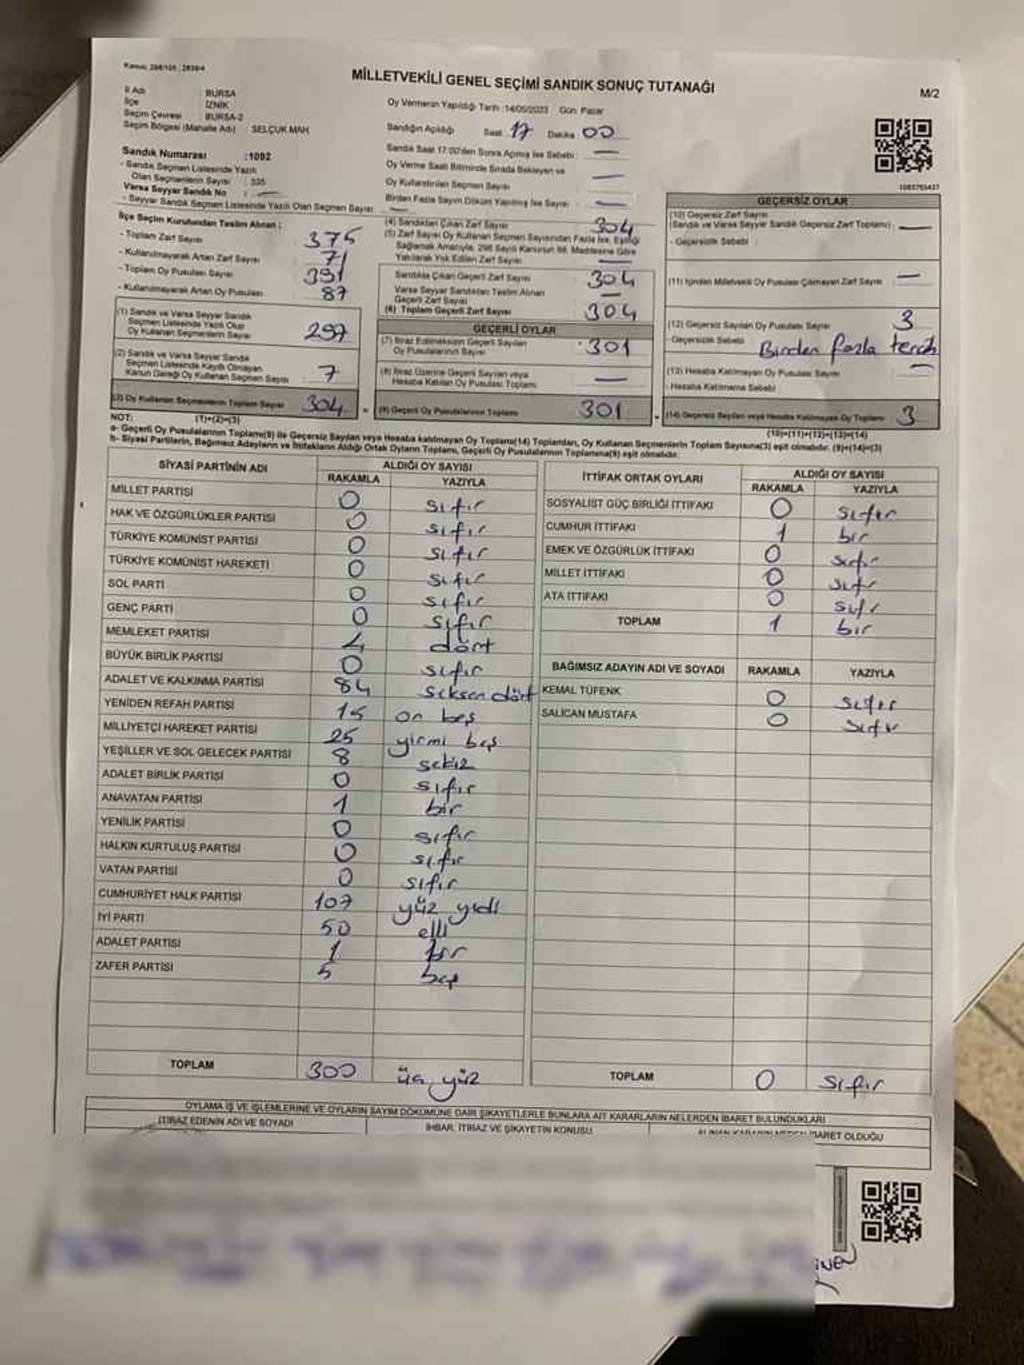 Kanun: 298/105 ; 2839/4
MİLLETVEKİLİ GENEL SEÇİMİ SANDIK SONUÇ TUTANAĞI
M/2
İl Adı : BURSA
İlçe : İZNİK
Seçim Çevresi : BURSA-2
Seçim Bölgesi (Mahalle Adı) : SELÇUK MAH
Sandık Numarası :1092
- Sandık Seçmen Listesinde Yazılı
Olan Seçmenlerin Sayısı : 335
Varsa Seyyar Sandık No : —
- Seyyar Sandık Seçmen Listesinde Yazılı Olan Seçmen Sayısı: —
Oy Vermenin Yapıldığı Tarih :14/05/2023 Gün: Pazar
Sandığın Açıldığı Saat: 17 Dakika: 00
Sandık Saat 17:00'den Sonra Açılmış İse Sebebi : —
Oy Verme Saati Bitiminde Sırada Bekleyen ve
Oy Kullandırılan Seçmen Sayısı —
Birden Fazla Sayım Döküm Yapılmış İse Sayısı : —
1083765437
İlçe Seçim Kurulundan Teslim Alınan :
- Toplam Zarf Sayısı : 375
- Kullanılmayarak Artan Zarf Sayısı : 71
- Toplam Oy Pusulası Sayısı : 391
- Kullanılmayarak Artan Oy Pusulası : 87
(1) Sandık ve Varsa Seyyar Sandık
Seçmen Listesinde Yazılı Olup
Oy Kullanan Seçmenlerin Sayısı : 297
(2) Sandık ve Varsa Seyyar Sandık
Seçmen Listesinde Kayıtlı Olmayan
Kanun Gereği Oy Kullanan Seçmen Sayısı : 7
(3) Oy Kullanan Seçmenlerin Toplam Sayısı : 304
(4) Sandıktan Çıkan Zarf Sayısı 304
(5) Zarf Sayısı Oy Kullanan Seçmen Sayısından Fazla İse, Eşitliği
Sağlamak Amacıyla; 298 Sayılı Kanunun 98. Maddesine Göre
Yakılarak Yok Edilen Zarf Sayısı : —
Sandıkta Çıkan Geçerli Zarf Sayısı 304
Varsa Seyyar Sandıktan Teslim Alınan
Geçerli Zarf Sayısı —
(6) Toplam Geçerli Zarf Sayısı : 304
GEÇERLİ OYLAR
(7) İtiraz Edilmeksizin Geçerli Sayılan
Oy Pusulalarının Sayısı : 301
(8) İtiraz Üzerine Geçerli Sayılan veya
Hesaba Katılan Oy Pusulası Toplamı : —
(9) Geçerli Oy Pusulalarının Toplamı : 301
GEÇERSİZ OYLAR
(10) Geçersiz Zarf Sayısı
(Sandık ve Varsa Seyyar Sandık Geçersiz Zarf Toplamı) : —
- Geçersizlik Sebebi :
(11) İçinden Milletvekili Oy Pusulası Çıkmayan Zarf Sayısı : —
(12) Geçersiz Sayılan Oy Pusulası Sayısı : 3
- Geçersizlik Sebebi : Birden fazla tercih
(13) Hesaba Katılmayan Oy Pusulası Sayısı : —
- Hesaba Katılmama Sebebi :
(14) Geçersiz Sayılan veya Hesaba Katılmayan Oy Toplamı : 3
NOT: (1)+(2)=(3) (10)+(11)+(12)+(13)=(14)
a- Geçerli Oy Pusulalarının Toplamı(9) ile Geçersiz Sayılan veya Hesaba katılmayan Oy Toplamı(14) Toplamları, Oy Kullanan Seçmenlerin Toplam Sayısına(3) eşit olmalıdır. (9)+(14)=(3)
b- Siyasi Partilerin, Bağımsız Adayların ve İttifakların Aldığı Ortak Oyların Toplamı, Geçerli Oy Pusulalarının Toplamına(9) eşit olmalıdır.
SİYASİ PARTİNİN ADI ALDIĞI OY SAYISI
RAKAMLA YAZIYLA
MİLLET PARTİSİ 0 sıfır
HAK VE ÖZGÜRLÜKLER PARTİSİ 0 sıfır
TÜRKİYE KOMÜNİST PARTİSİ 0 sıfır
TÜRKİYE KOMÜNİST HAREKETİ 0 sıfır
SOL PARTİ 0 sıfır
GENÇ PARTİ 0 sıfır
MEMLEKET PARTİSİ 4 dört
BÜYÜK BİRLİK PARTİSİ 0 sıfır
ADALET VE KALKINMA PARTİSİ 84 seksen dört
YENİDEN REFAH PARTİSİ 15 on beş
MİLLİYETÇİ HAREKET PARTİSİ 25 yirmi beş
YEŞİLLER VE SOL GELECEK PARTİSİ 8 sekiz
ADALET BİRLİK PARTİSİ 0 sıfır
ANAVATAN PARTİSİ 1 bir
YENİLİK PARTİSİ 0 sıfır
HALKIN KURTULUŞ PARTİSİ 0 sıfır
VATAN PARTİSİ 0 sıfır
CUMHURİYET HALK PARTİSİ 107 yüz yedi
İYİ PARTİ 50 elli
ADALET PARTİSİ 1 bir
ZAFER PARTİSİ 5 beş
TOPLAM 300 üç yüz
İTTİFAK ORTAK OYLARI ALDIĞI OY SAYISI
RAKAMLA YAZIYLA
SOSYALİST GÜÇ BİRLİĞİ İTTİFAKI 0 sıfır
CUMHUR İTTİFAKI 1 bir
EMEK VE ÖZGÜRLÜK İTTİFAKI 0 sıfır
MİLLET İTTİFAKI 0 sıfır
ATA İTTİFAKI 0 sıfır
TOPLAM 1 bir
BAĞIMSIZ ADAYIN ADI VE SOYADI RAKAMLA YAZIYLA
KEMAL TÜFENK 0 sıfır
SALİCAN MUSTAFA 0 sıfır
TOPLAM 0 sıfır
OYLAMA İŞ VE İŞLEMLERİNE VE OYLARIN SAYIM DÖKÜMÜNE DAİR ŞİKAYETLERLE BUNLARA AİT KARARLARIN NELERDEN İBARET BULUNDUKLARI
İTİRAZ EDENİN ADI VE SOYADI İHBAR, İTİRAZ VE ŞİKAYETİN KONUSU İBARET OLDUĞU